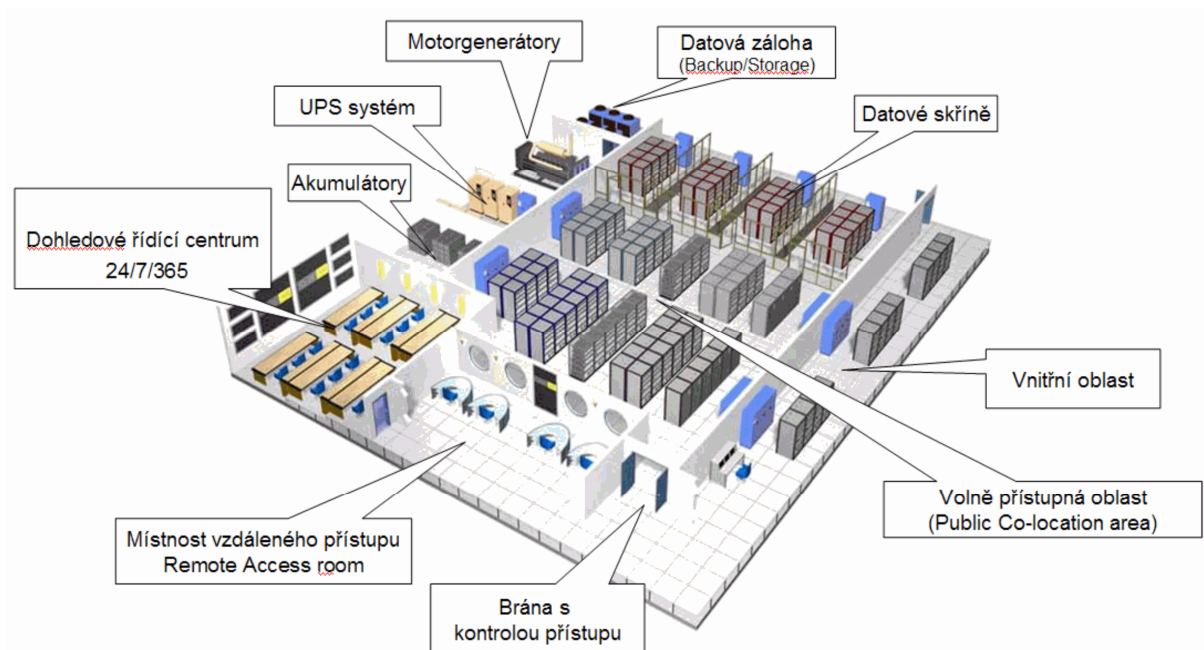 Motorgenerátory
Datová záloha
(Backup/Storage)
UPS systém
Datové skříně
Akumulátory
Dohledové řídící centrum
24/7/365
Vnitřní oblast
Volně přístupná oblast
(Public Co-location area)
Místnost vzdáleného přístupu
Remote Access room
Brána s
kontrolou přístupu